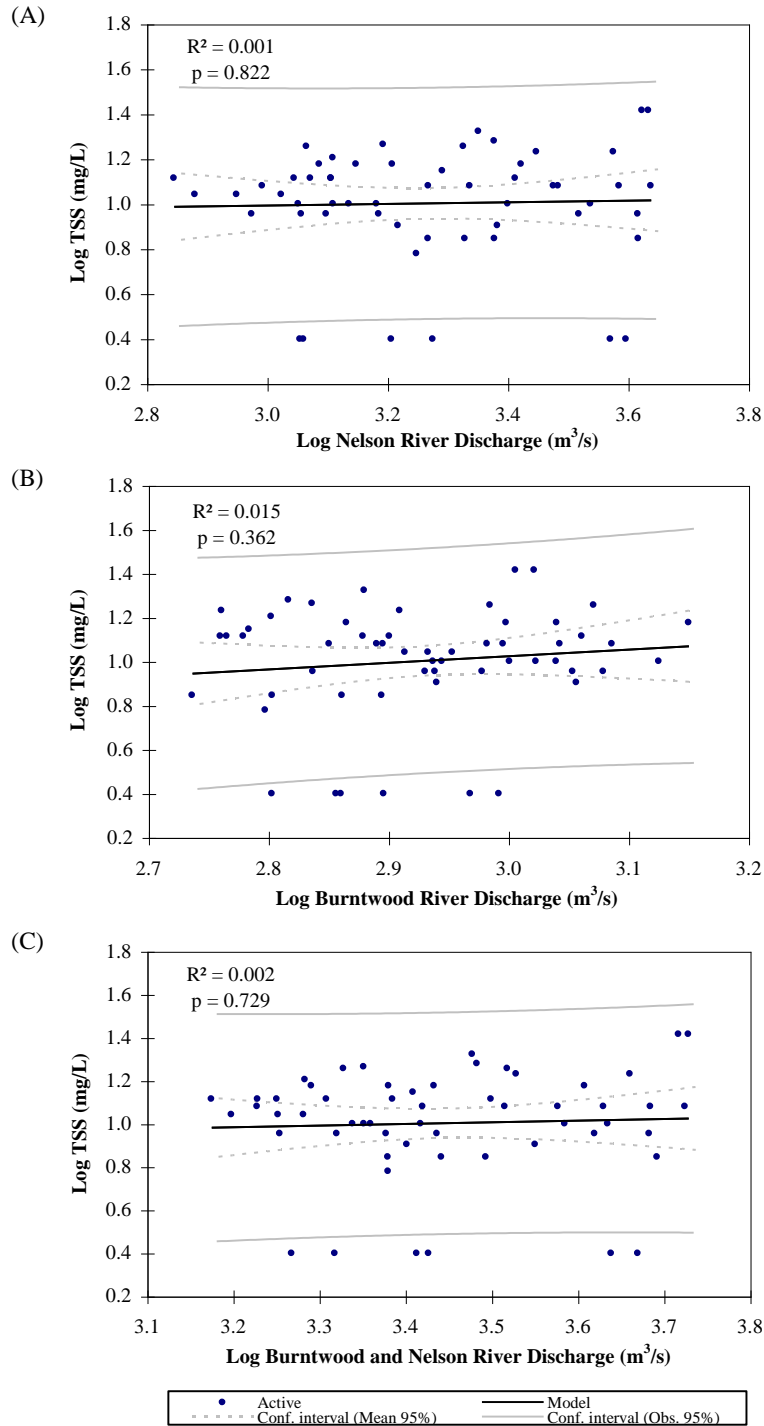 (A)
R² = 0.001
p = 0.822
1.8
1.6
1.4
1.2
1.0
0.8
0.6
0.4
0.2
Log TSS (mg/L)
2.8 3.0 3.2 3.4 3.6 3.8
Log Nelson River Discharge (m³/s)
(B)
R² = 0.015
p = 0.362
1.8
1.6
1.4
1.2
1.0
0.8
0.6
0.4
0.2
Log TSS (mg/L)
2.7 2.8 2.9 3.0 3.1 3.2
Log Burntwood River Discharge (m³/s)
(C)
R² = 0.002
p = 0.729
1.8
1.6
1.4
1.2
1.0
0.8
0.6
0.4
0.2
Log TSS (mg/L)
3.1 3.2 3.3 3.4 3.5 3.6 3.7 3.8
Log Burntwood and Nelson River Discharge (m³/s)
Active Model
Conf. interval (Mean 95%) Conf. interval (Obs. 95%)